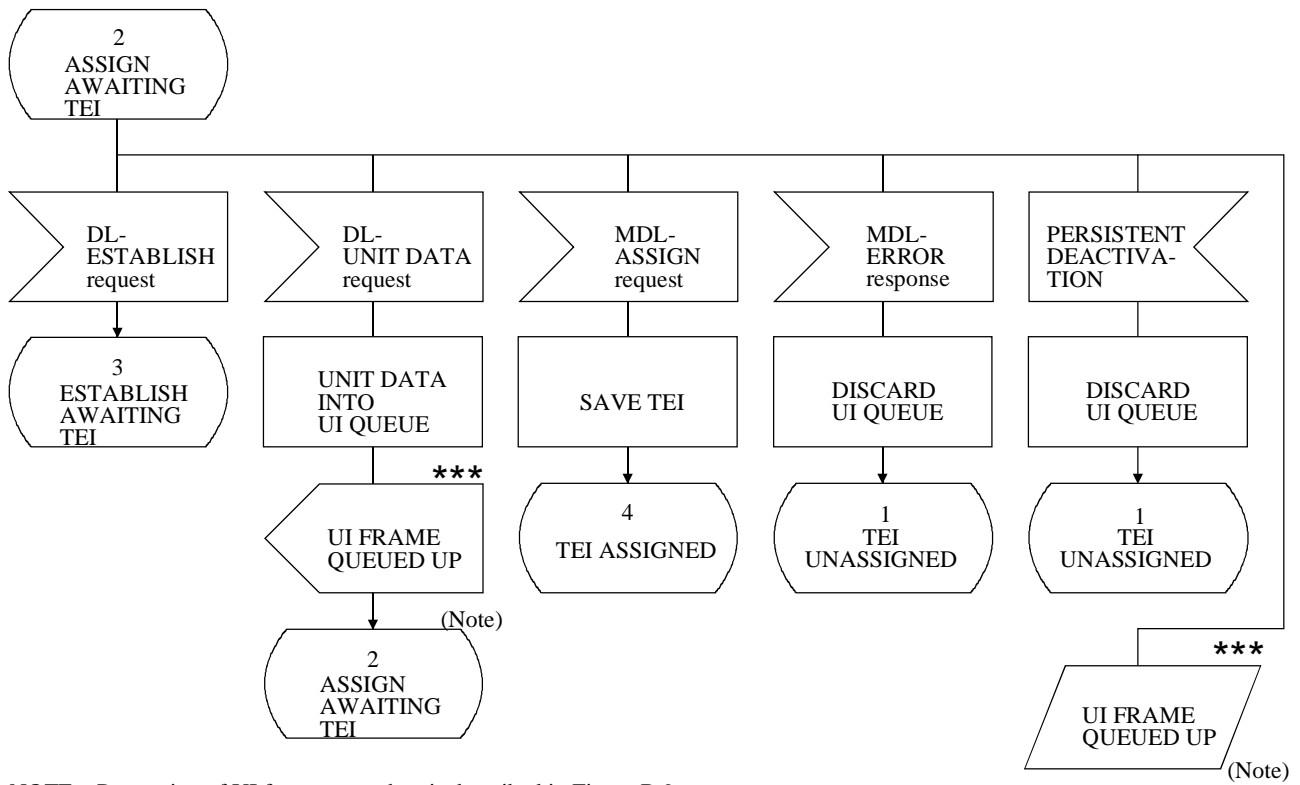 2
ASSIGN
AWAITING
TEI
DL-
ESTABLISH
request
DL-
UNIT DATA
request
MDL-
ASSIGN
request
MDL-
ERROR
response
PERSISTENT
DEACTIVA-
TION
3
ESTABLISH
AWAITING
TEI
UNIT DATA
INTO
UI QUEUE
SAVE TEI
DISCARD
UI QUEUE
DISCARD
UI QUEUE
***
UI FRAME
QUEUED UP
(Note)
4
TEI ASSIGNED
1
TEI
UNASSIGNED
1
TEI
UNASSIGNED
2
ASSIGN
AWAITING
TEI
***
UI FRAME
QUEUED UP
(Note)